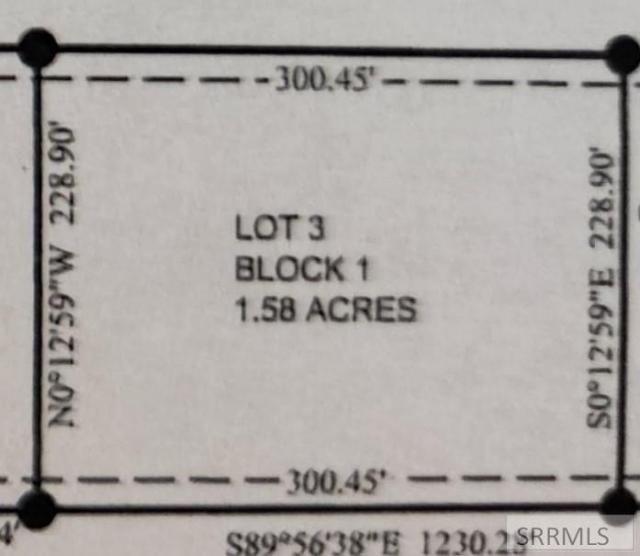 300.45'
N0°12'59"W 228.90'
S0°12'59"E 228.90'
LOT 3
BLOCK 1
1.58 ACRES
300.45'
S89°56'38"E
SRRMLS